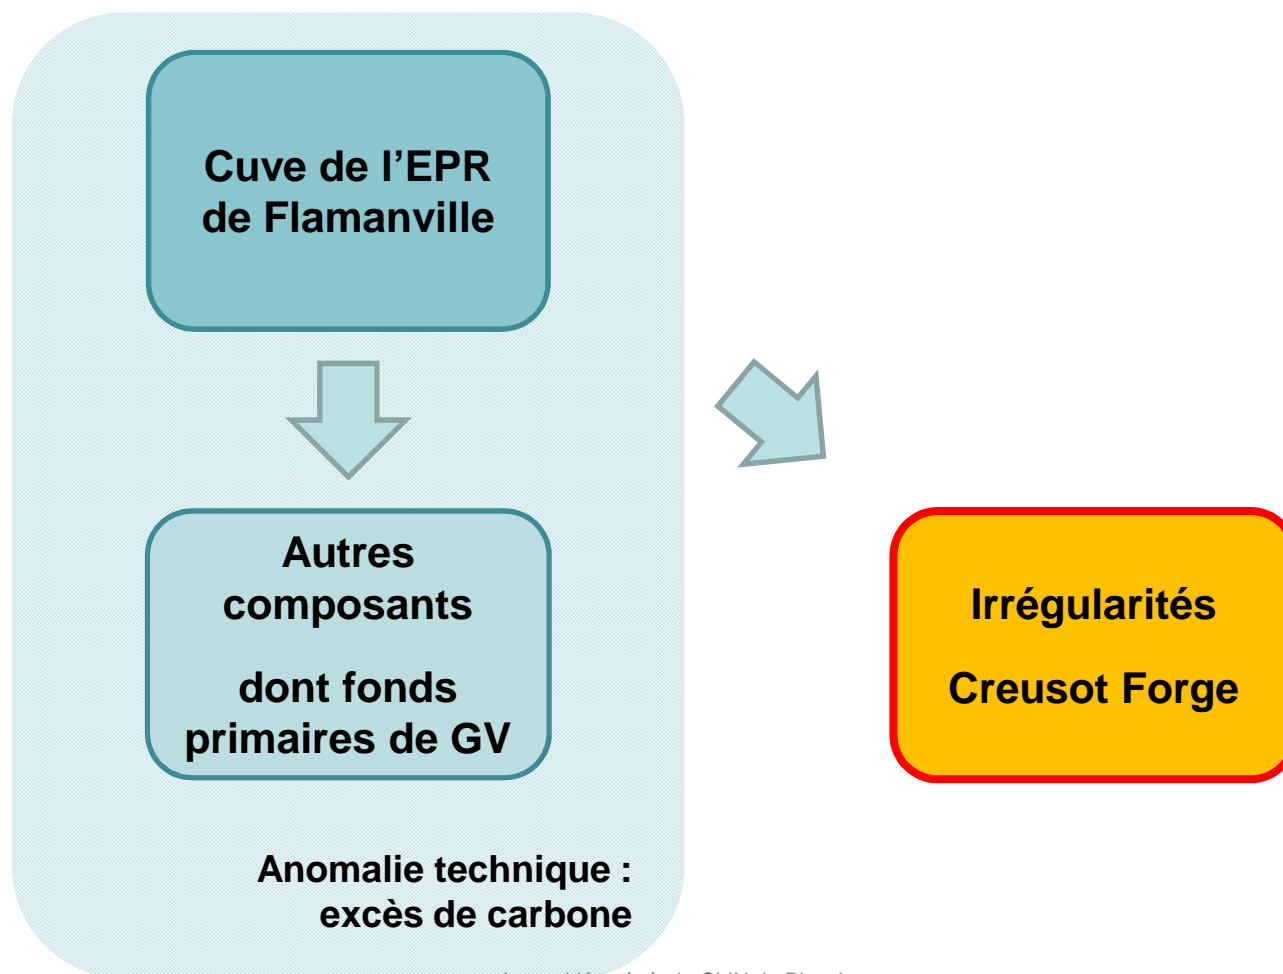 Cuve de l’EPR
de Flamanville
Autres
composants
dont fonds
primaires de GV
Irrégularités
Creusot Forge
Anomalie technique :
excès de carbone